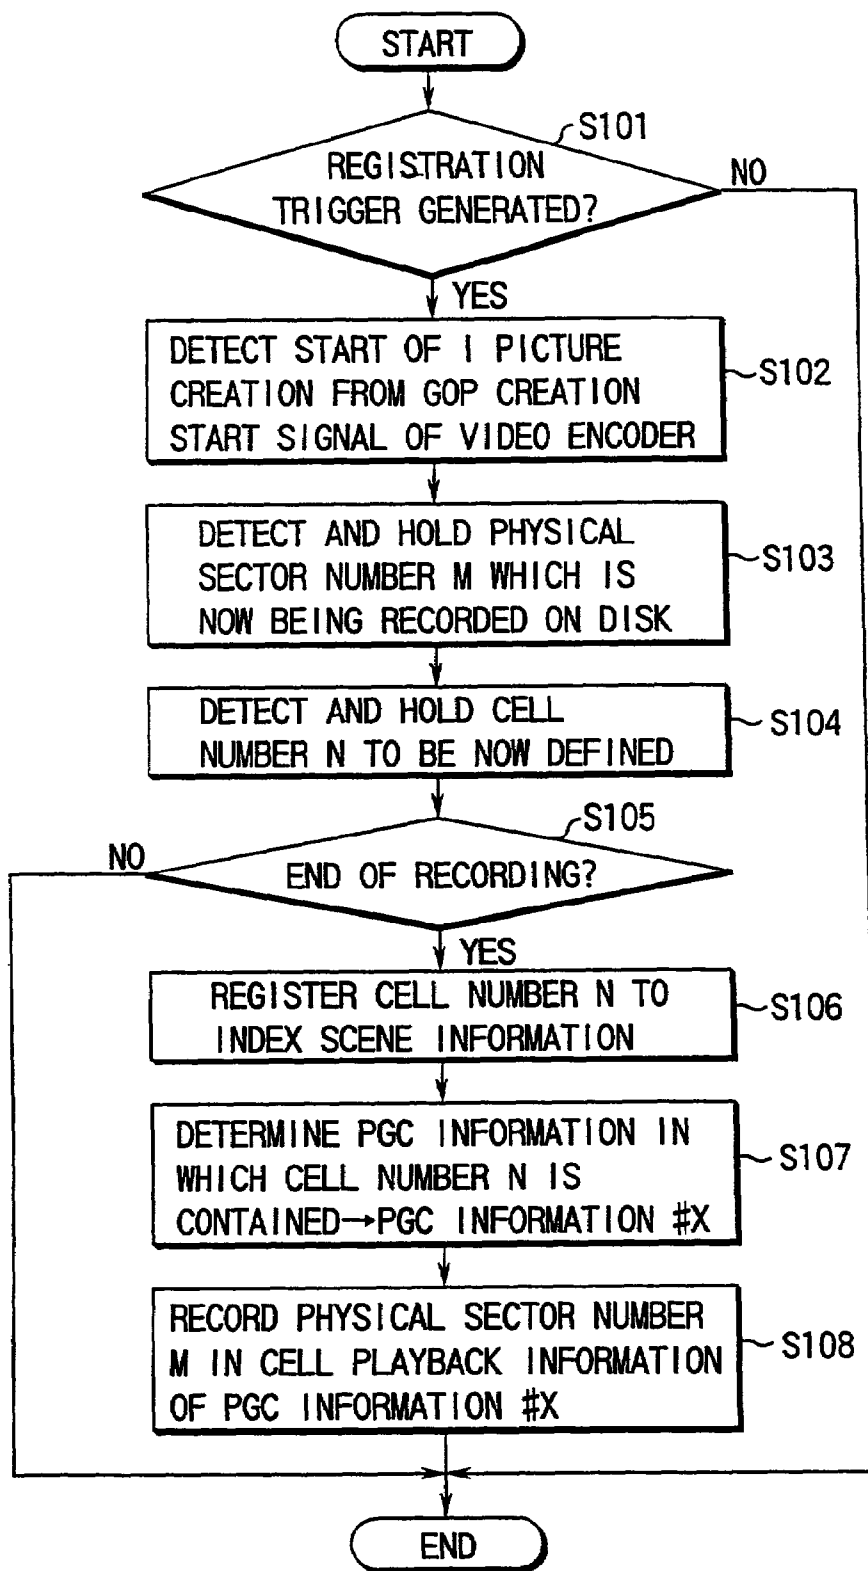 START
S101
REGISTRATION
TRIGGER GENERATED?
NO
YES
DETECT START OF I PICTURE
CREATION FROM GOP CREATION
START SIGNAL OF VIDEO ENCODER
S102
DETECT AND HOLD PHYSICAL
SECTOR NUMBER M WHICH IS
NOW BEING RECORDED ON DISK
S103
DETECT AND HOLD CELL
NUMBER N TO BE NOW DEFINED
S104
S105
NO
END OF RECORDING?
YES
REGISTER CELL NUMBER N TO
INDEX SCENE INFORMATION
S106
DETERMINE PGC INFORMATION IN
WHICH CELL NUMBER N IS
CONTAINED→PGC INFORMATION #X
S107
RECORD PHYSICAL SECTOR NUMBER
M IN CELL PLAYBACK INFORMATION
OF PGC INFORMATION #X
S108
END